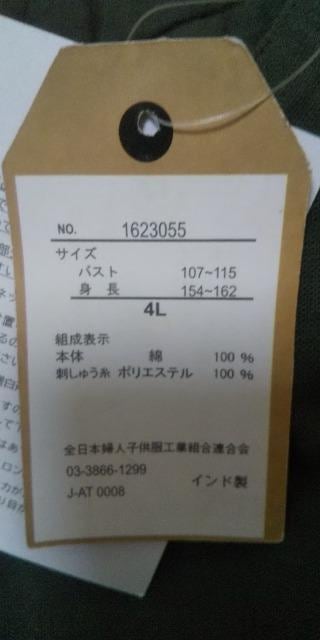 NO. 1623055
サイズ
バスト 107~115
身長 154~162
4L
組成表示
本体 綿 100 %
刺しゅう糸 ポリエステル 100 %
全日本婦人子供服工業組合連合会
03-3866-1299
J-AT 0008
インド製